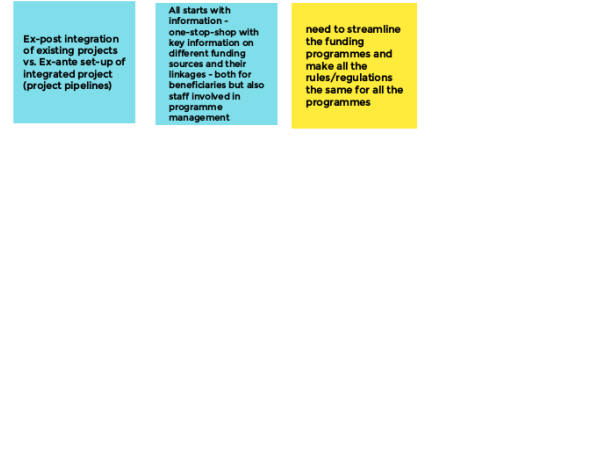 Ex-post integration
of existing projects
vs. Ex-ante set-up of
integrated project
(project pipelines)
All starts with
information -
one-stop-shop with
key information on
different funding
sources and their
linkages - both for
beneficiaries but also
staff involved in
programme
management
need to streamline
the funding
programmes and
make all the
rules/regulations
the same for all the
programmes